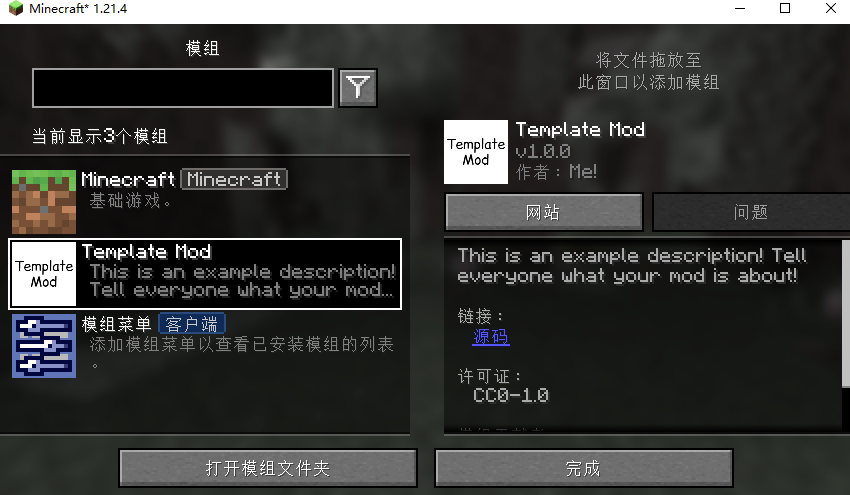 Minecraft* 1.21.4
模组
当前显示3个模组
Minecraft Minecraft
基础游戏。
Template Mod
Template Mod
This is an example description!
Tell everyone what your mod...
模组菜单 客户端
添加模组菜单以查看已安装模组的列表
。
将文件拖放至
此窗口以添加模组
Template Mod
Template Mod
v1.0.0
作者：Me!
网站 问题
This is an example description! Tell
everyone what your mod is about!
链接：
源码
许可证：
CC0-1.0
打开模组文件夹 完成